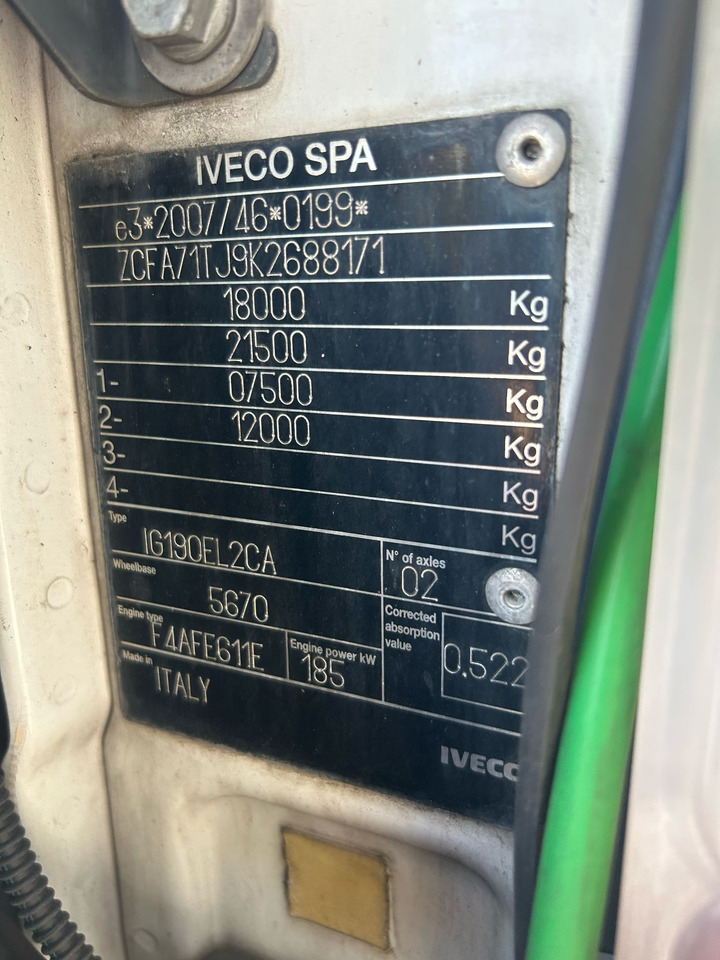 IVECO SPA
e3*2007/46*0199*
ZCFA71TJ9K2688171
18000 Kg
21500 Kg
1- 07500 Kg
2- 12000 Kg
3- Kg
4- Kg
Type
IG190EL2CA
N° of axles
02
Wheelbase
5670
Corrected
absorption
value
0.522
Engine type
F4AFE611E
Engine power kW
185
Made in
ITALY
IVECO